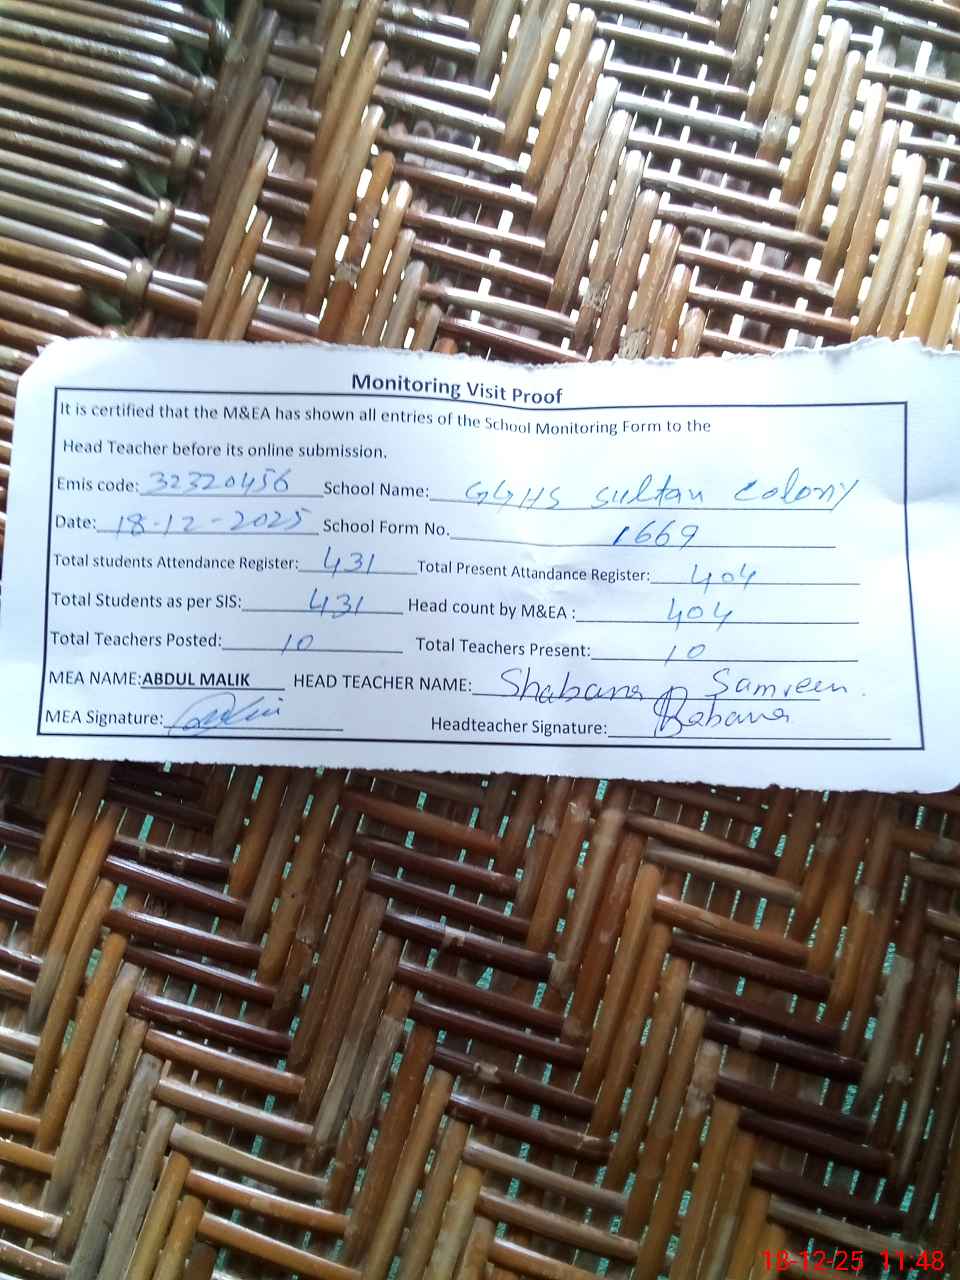 Monitoring Visit Proof
It is certified that the M&EA has shown all entries of the School Monitoring Form to the
Head Teacher before its online submission.
Emis code: 32320456 School Name: GGHS Sultan Colony
Date: 18-12-2025 School Form No. 1669
Total students Attendance Register: 431 Total Present Attandance Register: 404
Total Students as per SIS: 431 Head count by M&EA : 404
Total Teachers Posted: 10 Total Teachers Present: 10
MEA NAME: ABDUL MALIK HEAD TEACHER NAME: Shabana Samreen.
MEA Signature: Headteacher Signature: Shabana
18-12-25 11:48